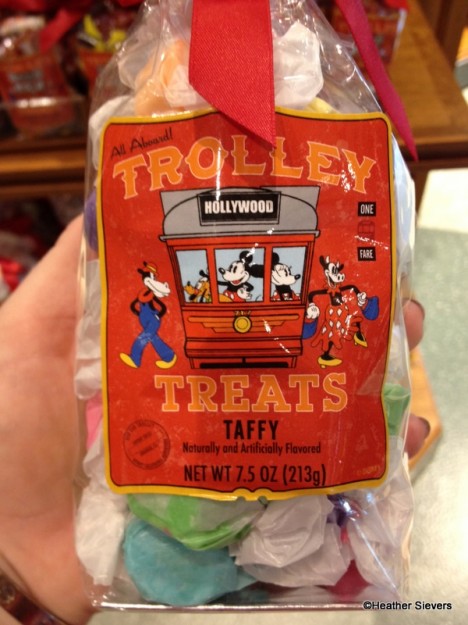 All Aboard!
TROLLEY
HOLLYWOOD
ONE
FARE
TREATS
TAFFY
Naturally and Artificially Flavored
NET WT 7.5 OZ (213g)
©Heather Sievers